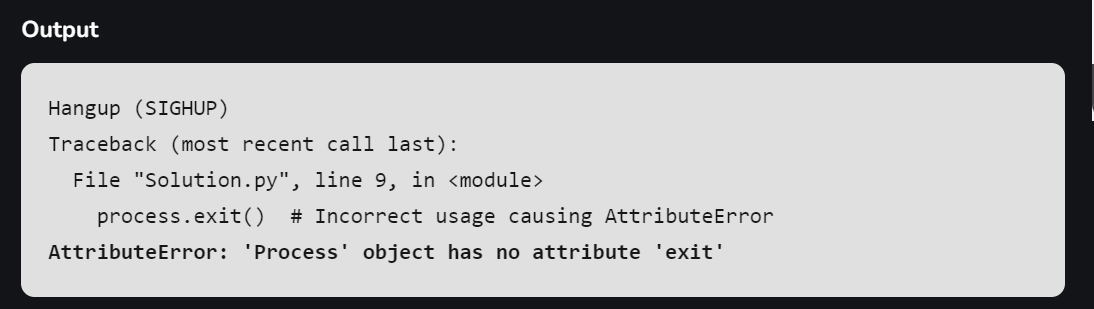 Output
Hangup (SIGHUP)
Traceback (most recent call last):
  File "Solution.py", line 9, in <module>
    process.exit()  # Incorrect usage causing AttributeError
AttributeError: 'Process' object has no attribute 'exit'